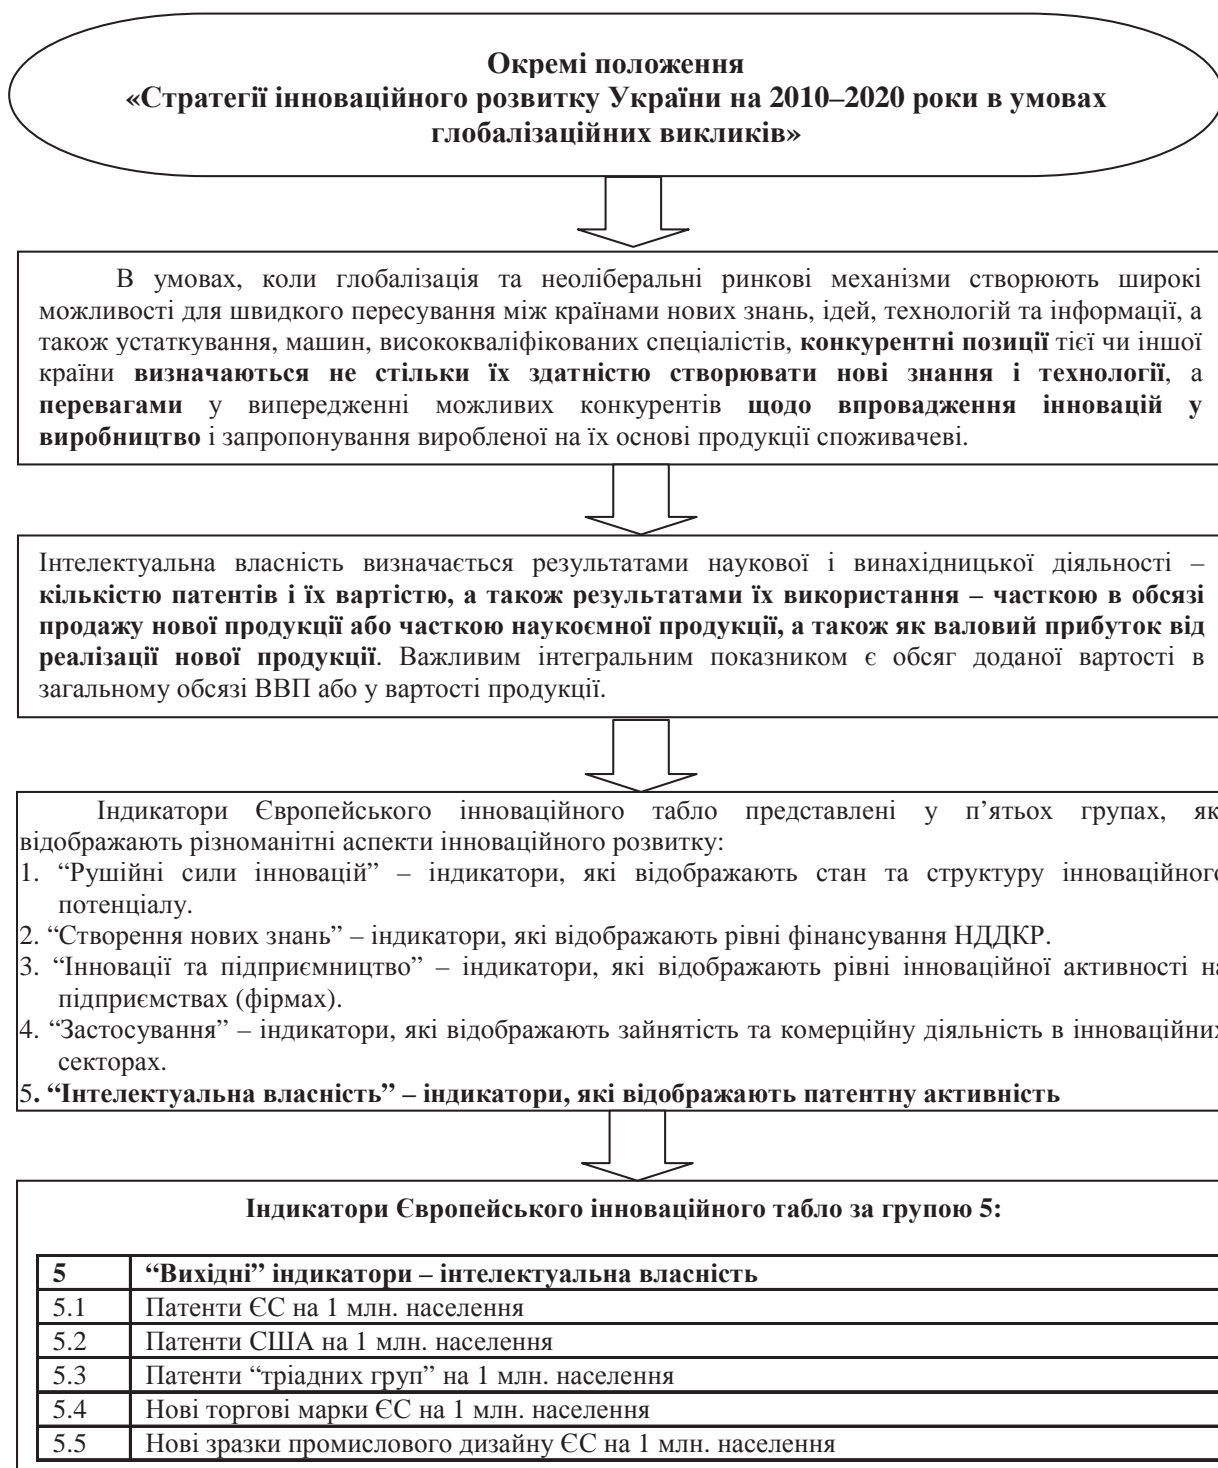 Окремі положення
«Стратегії інноваційного розвитку України на 2010–2020 роки в умовах
глобалізаційних викликів»
В умовах, коли глобалізація та неоліберальні ринкові механізми створюють широкі
можливості для швидкого пересування між країнами нових знань, ідей, технологій та інформації, а
також устаткування, машин, висококваліфікованих спеціалістів, конкурентні позиції тієї чи іншої
країни визначаються не стільки їх здатністю створювати нові знання і технології, а
перевагами у випередженні можливих конкурентів щодо впровадження інновацій у
виробництво і запропонування виробленої на їх основі продукції споживачеві.
Інтелектуальна власність визначається результатами наукової і винахідницької діяльності –
кількістю патентів і їх вартістю, а також результатами їх використання – часткою в обсязі
продажу нової продукції або часткою наукоємної продукції, а також як валовий прибуток від
реалізації нової продукції. Важливим інтегральним показником є обсяг доданої вартості в
загальному обсязі ВВП або у вартості продукції.
Індикатори Європейського інноваційного табло представлені у п’ятьох групах, які
відображають різноманітні аспекти інноваційного розвитку:
1. “Рушійні сили інновацій” – індикатори, які відображають стан та структуру інноваційного
потенціалу.
2. “Створення нових знань” – індикатори, які відображають рівні фінансування НДДКР.
3. “Інновації та підприємництво” – індикатори, які відображають рівні інноваційної активності на
підприємствах (фірмах).
4. “Застосування” – індикатори, які відображають зайнятість та комерційну діяльність в інноваційних
секторах.
5. “Інтелектуальна власність” – індикатори, які відображають патентну активність
Індикатори Європейського інноваційного табло за групою 5:
5 “Вихідні” індикатори – інтелектуальна власність
5.1 Патенти ЄС на 1 млн. населення
5.2 Патенти США на 1 млн. населення
5.3 Патенти “тріадних груп” на 1 млн. населення
5.4 Нові торгові марки ЄС на 1 млн. населення
5.5 Нові зразки промислового дизайну ЄС на 1 млн. населення